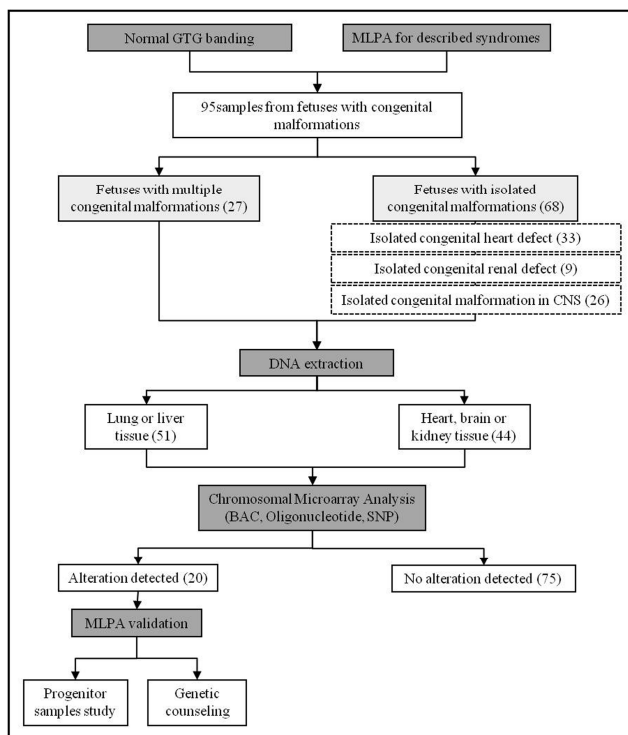 Normal GTG banding
MLPA for described syndromes
95samples from fetuses with congenital
malformations
Fetuses with multiple
congenital malformations (27)
Fetuses with isolated
congenital malformations (68)
Isolated congenital heart defect (33)
Isolated congenital renal defect (9)
Isolated congenital malformation in CNS (26)
DNA extraction
Lung or liver
tissue (51)
Heart, brain or
kidney tissue (44)
Chromosomal Microarray Analysis
(BAC, Oligonucleotide, SNP)
Alteration detected (20)
No alteration detected (75)
MLPA validation
Progenitor
samples study
Genetic
counseling